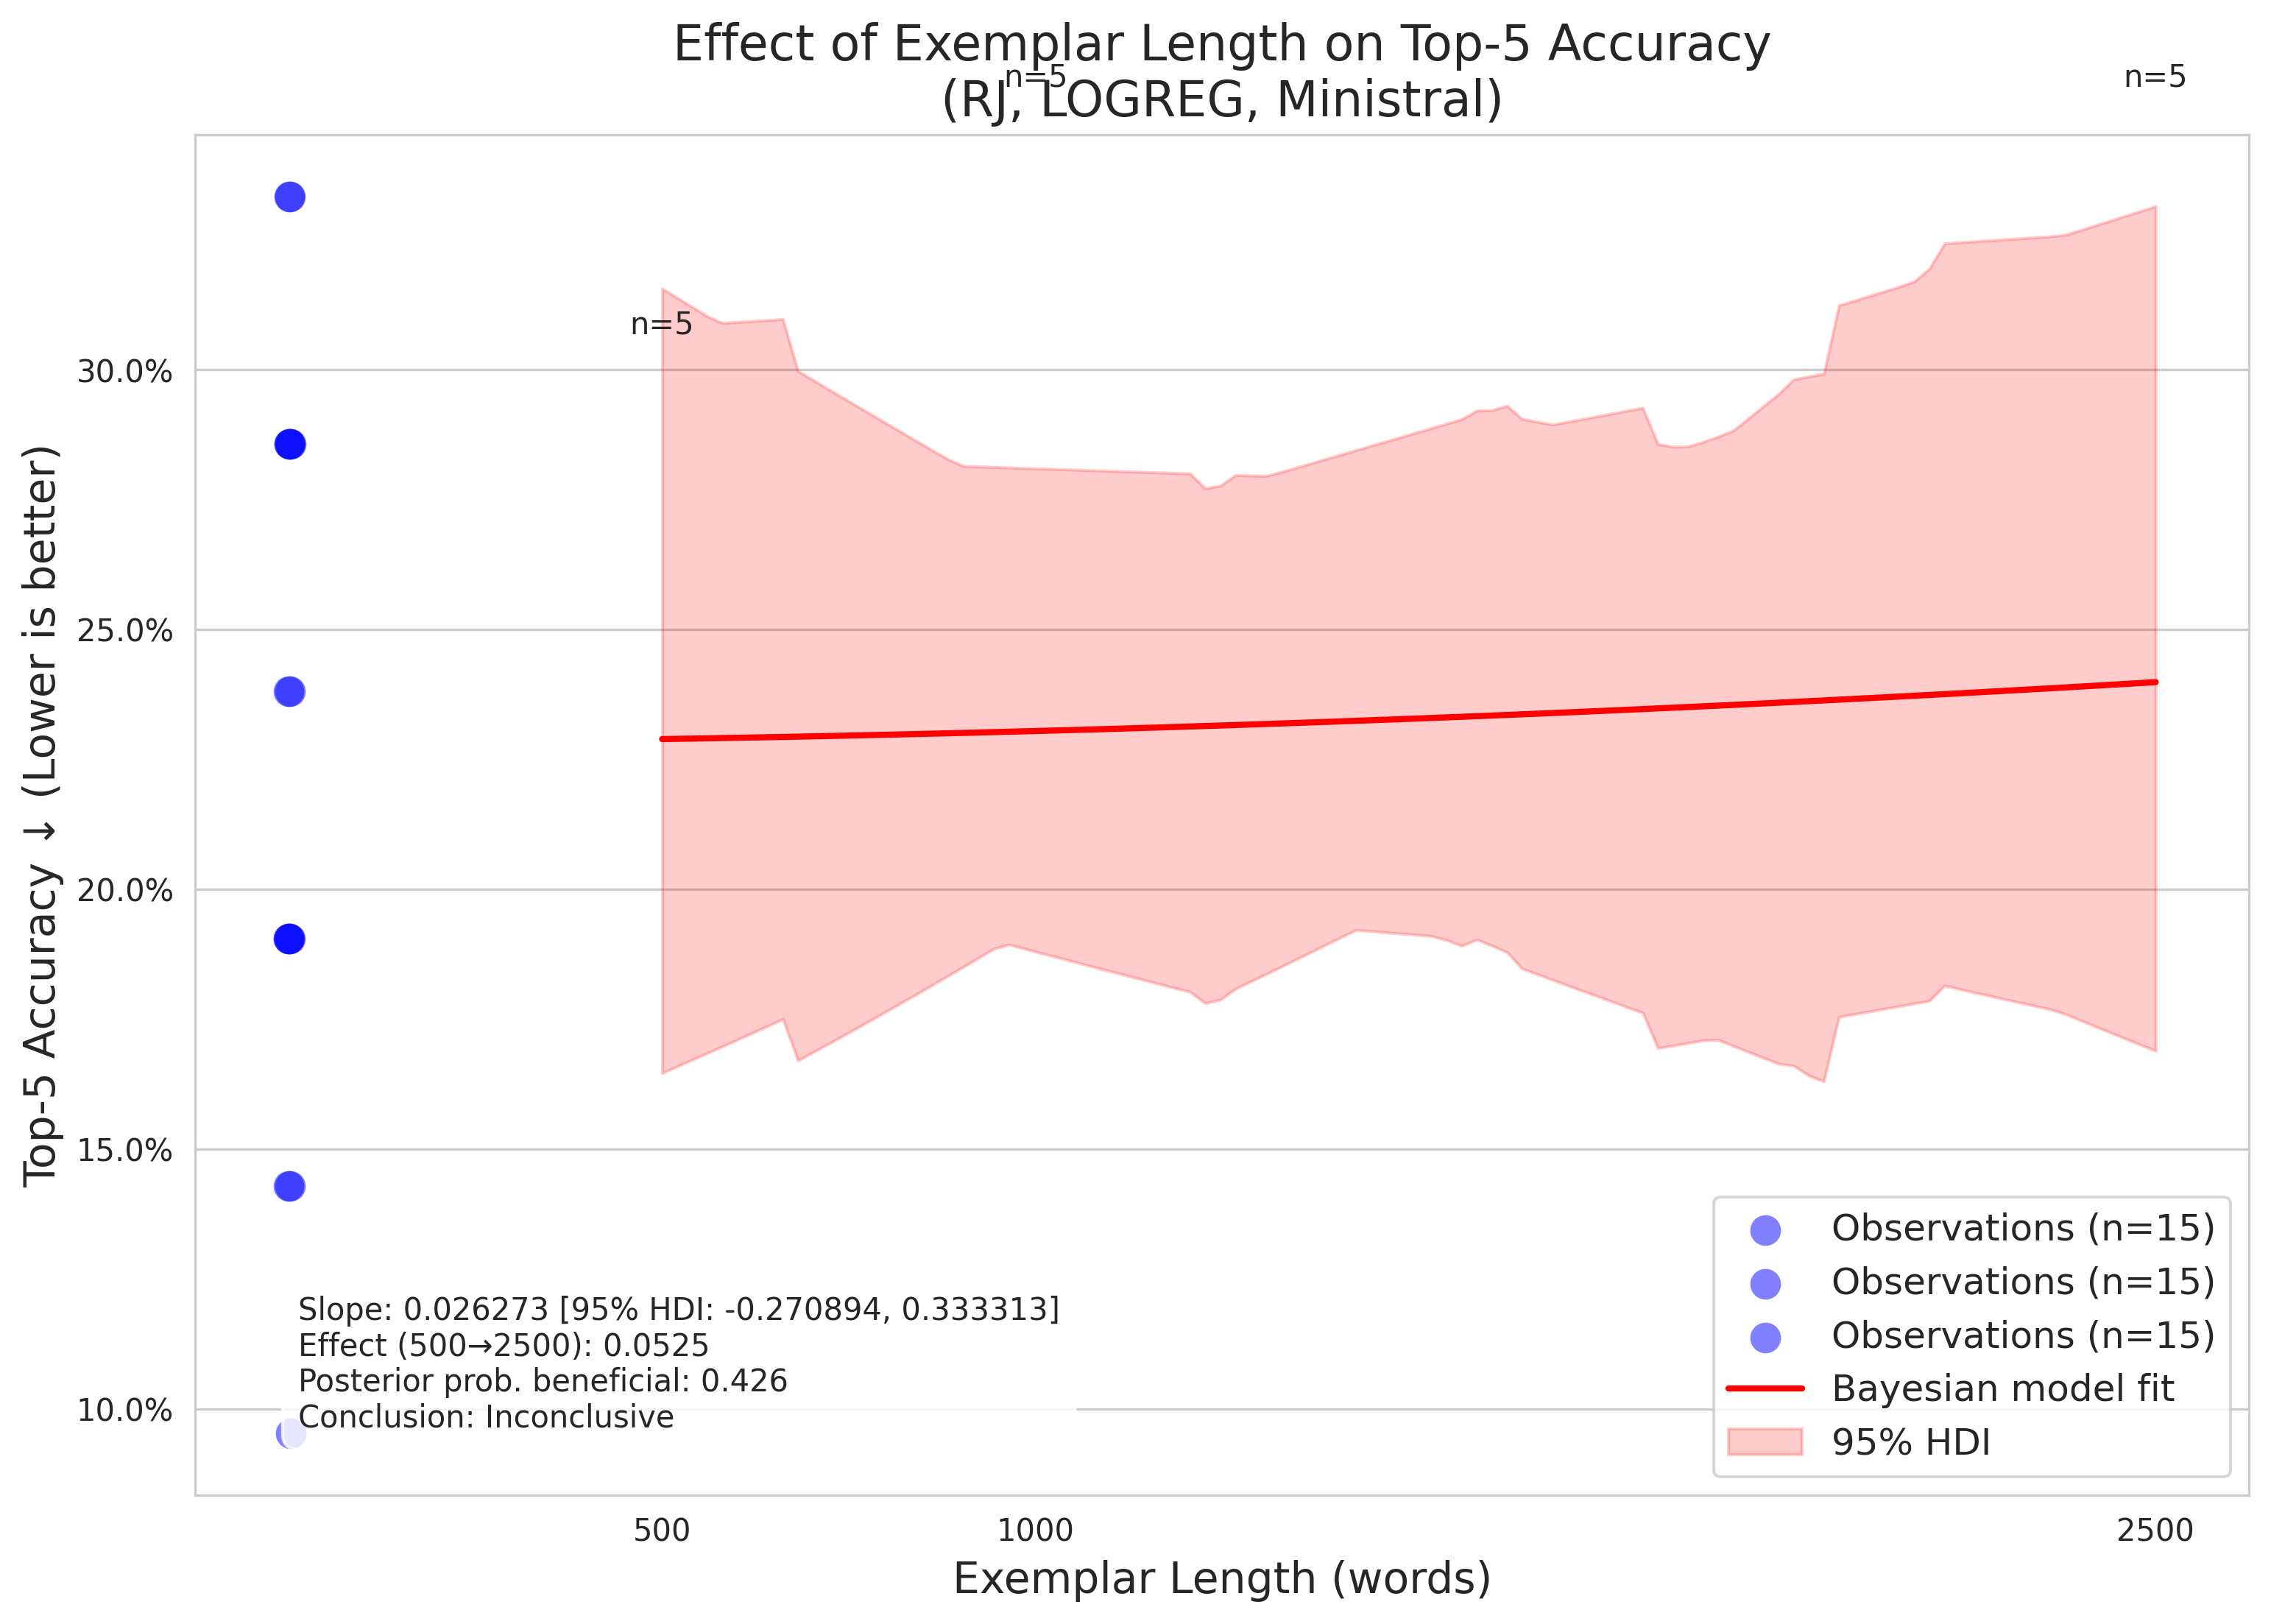 Effect of Exemplar Length on Top-5 Accuracy
(RJ, LOGREG, Ministral)
n=5
n=5
n=5
Top-5 Accuracy ↓ (Lower is better)
30.0%
25.0%
20.0%
15.0%
10.0%
Slope: 0.026273 [95% HDI: -0.270894, 0.333313]
Effect (500→2500): 0.0525
Posterior prob. beneficial: 0.426
Conclusion: Inconclusive
Observations (n=15)
Observations (n=15)
Observations (n=15)
Bayesian model fit
95% HDI
500
1000
2500
Exemplar Length (words)